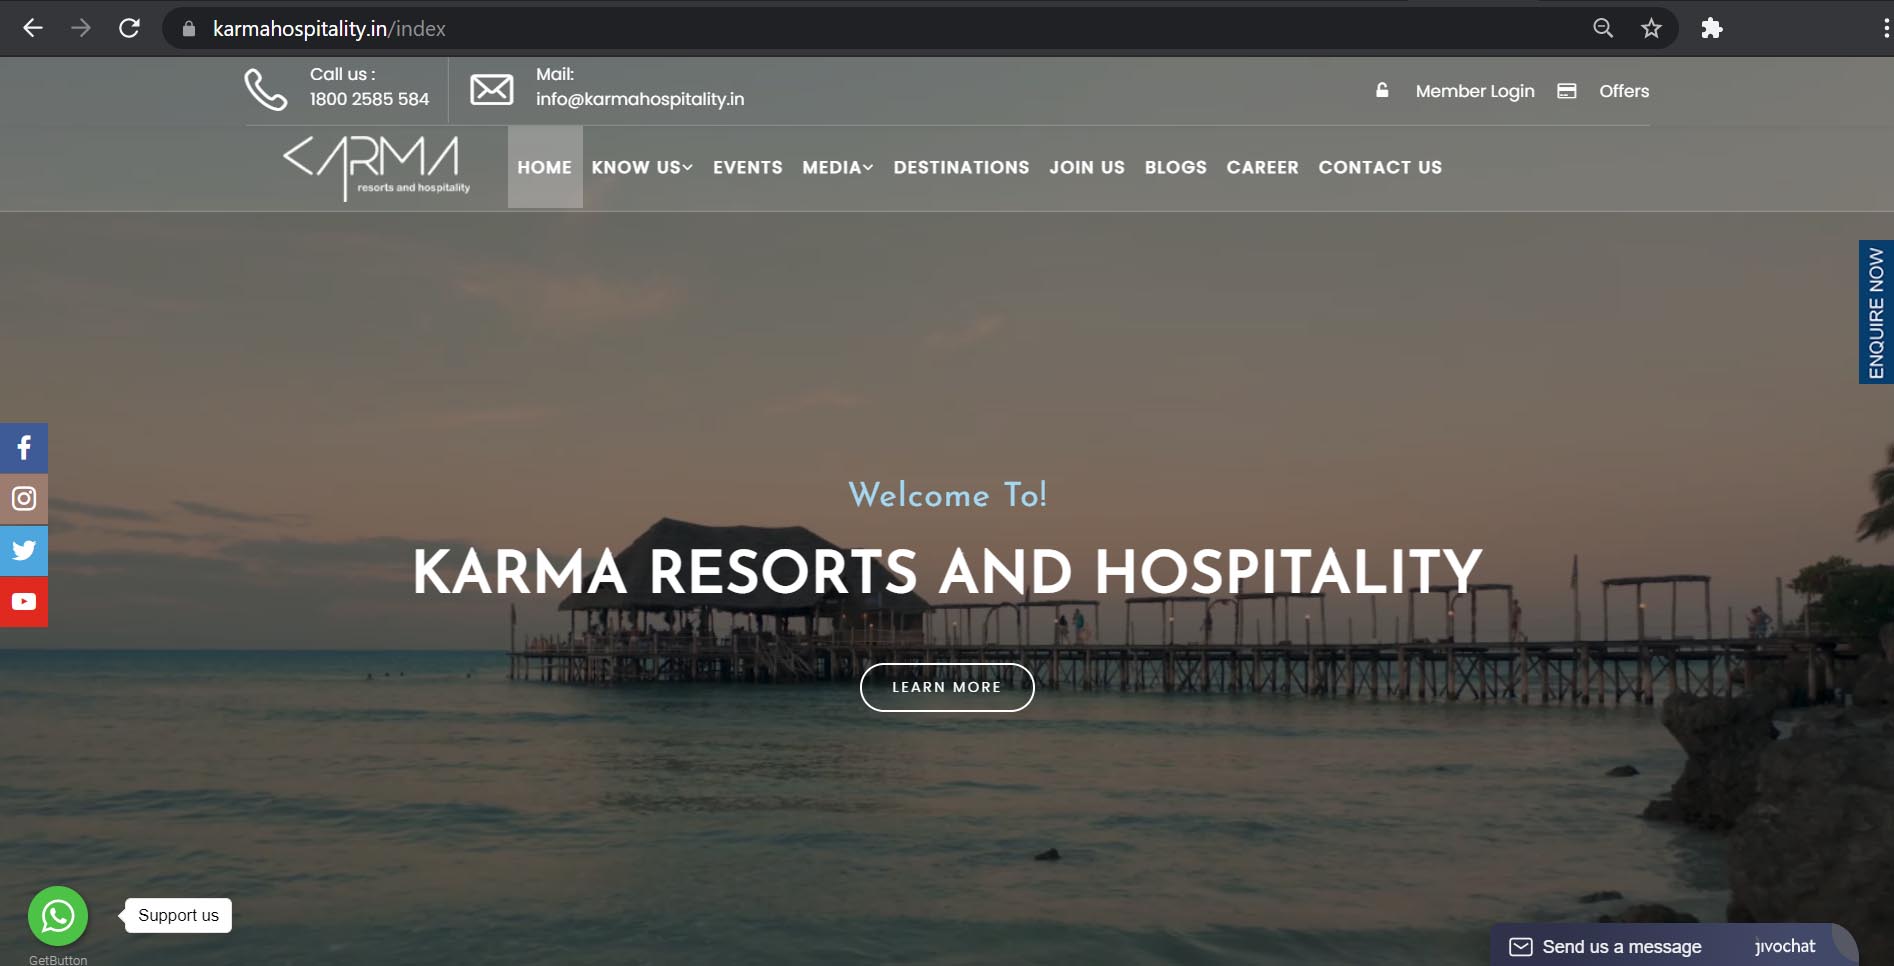 karmahospitality.in/index
Call us :
1800 2585 584
Mail:
info@karmahospitality.in
Member Login
Offers
KARMA
resorts and hospitality
HOME
KNOW US
EVENTS
MEDIA
DESTINATIONS
JOIN US
BLOGS
CAREER
CONTACT US
ENQUIRE NOW
Welcome To!
KARMA RESORTS AND HOSPITALITY
LEARN MORE
Support us
GetButton
Send us a message
jivochat